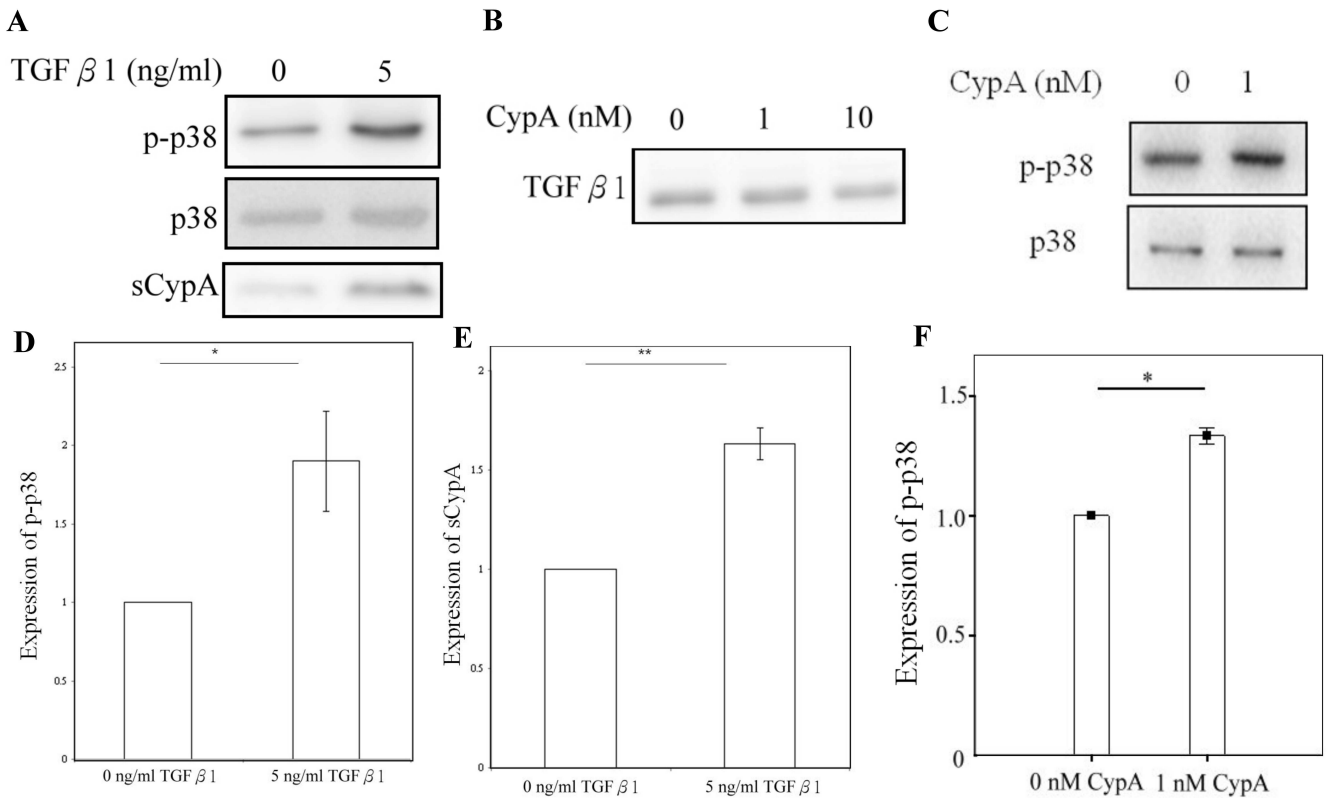 A
TGF β 1 (ng/ml) 0 5
p-p38
p38
sCypA
B
CypA (nM) 0 1 10
TGF β 1
C
CypA (nM) 0 1
p-p38
p38
D
*
2.5
2
1.5
1
0.5
0
Expression of p-p38
0 ng/ml TGF β 1 5 ng/ml TGF β 1
E
**
2
1.5
1
0.5
0
Expression of sCypA
0 ng/ml TGF β 1 5 ng/ml TGF β 1
F
*
1.5
1.0
0.5
0
Expression of p-p38
0 nM CypA 1 nM CypA